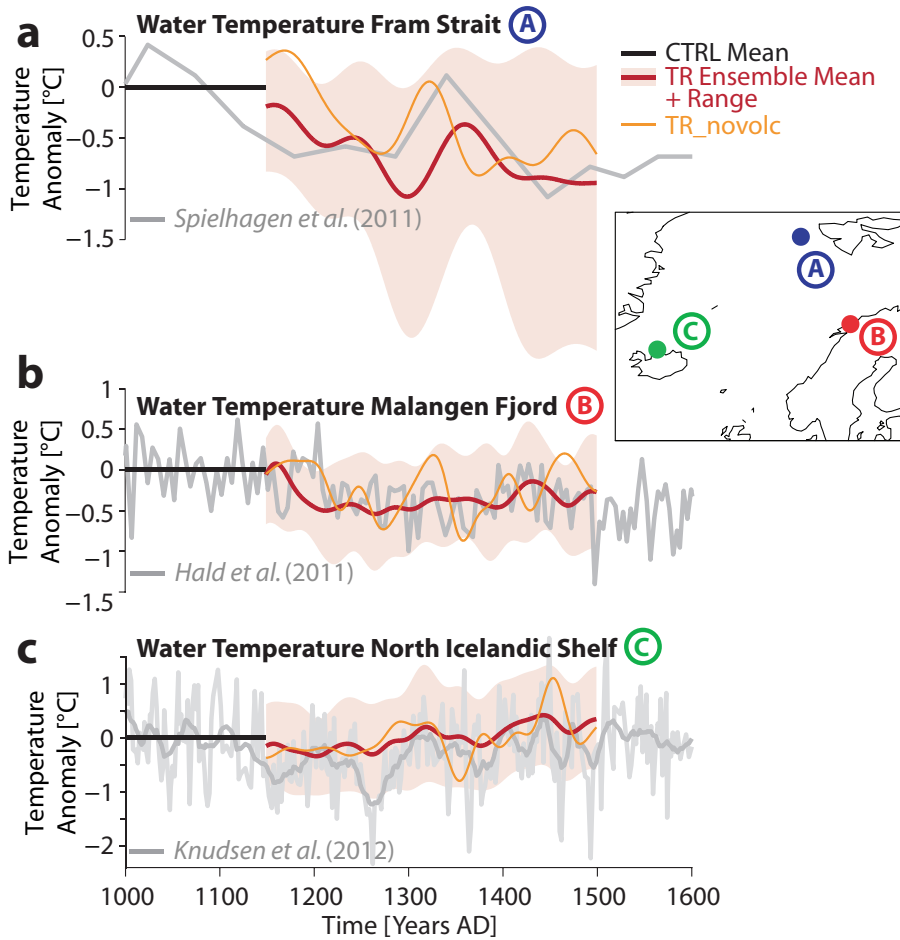 a
Water Temperature Fram Strait A
CTRL Mean
TR Ensemble Mean
+ Range
TR_novolc
Temperature
Anomaly [°C]
0.5
0
−0.5
−1
−1.5
Spielhagen et al. (2011)
A
B
C
b
Water Temperature Malangen Fjord B
Temperature
Anomaly [°C]
1
0.5
0
−0.5
−1
−1.5
Hald et al. (2011)
c
Water Temperature North Icelandic Shelf C
Temperature
Anomaly [°C]
1
0
−1
−2
Knudsen et al. (2012)
1000 1100 1200 1300 1400 1500 1600
Time [Years AD]